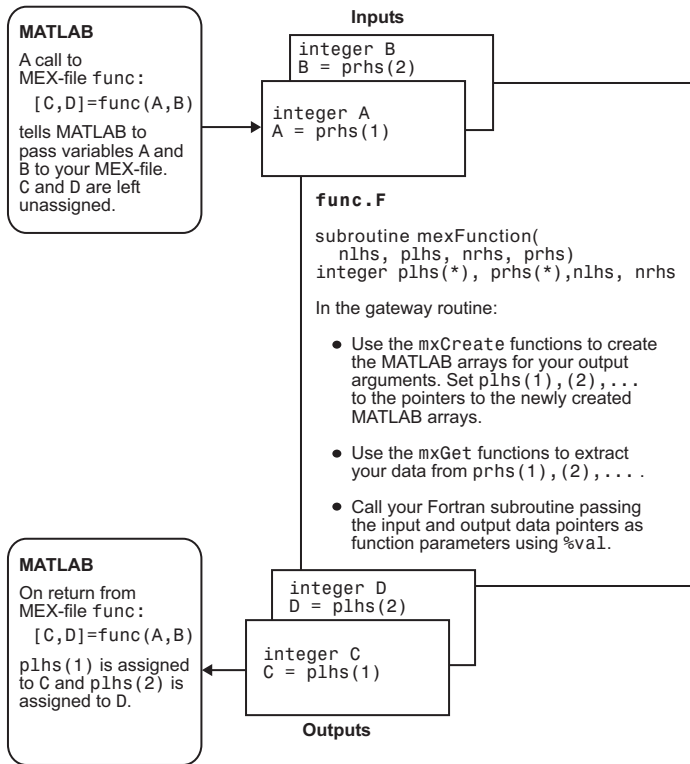 MATLAB
A call to
MEX-file func:
[C,D]=func(A,B)
tells MATLAB to
pass variables A and
B to your MEX-file.
C and D are left
unassigned.
Inputs
integer B
B = prhs(2)
integer A
A = prhs(1)
func.F
subroutine mexFunction(
nlhs, plhs, nrhs, prhs)
integer plhs(*), prhs(*),nlhs, nrhs
In the gateway routine:
● Use the mxCreate functions to create
the MATLAB arrays for your output
arguments. Set plhs(1),(2),...
to the pointers to the newly created
MATLAB arrays.
● Use the mxGet functions to extract
your data from prhs(1),(2),... .
● Call your Fortran subroutine passing
the input and output data pointers as
function parameters using %val.
MATLAB
On return from
MEX-file func:
[C,D]=func(A,B)
plhs(1) is assigned
to C and plhs(2) is
assigned to D.
integer D
D = plhs(2)
integer C
C = plhs(1)
Outputs